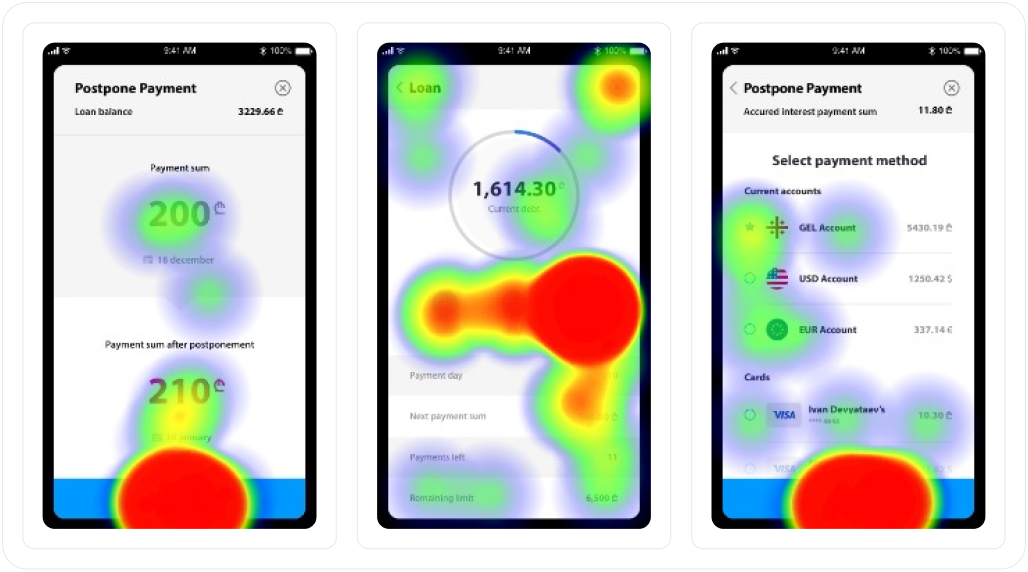 9:41 AM
100%
Postpone Payment
Loan balance 3229.66 ₾
Payment sum
200 ₾
16 december
Payment sum after postponement
210 ₾
january
9:41 AM
100%
Loan
1,614.30 ₾
Current debt
Payment day
Next payment sum
Payments left 11
Remaining limit 6,500 ₾
9:41 AM
100%
Postpone Payment
Accured interest payment sum 11.80 ₾
Select payment method
Current accounts
GEL Account 5430.19 ₾
USD Account 1250.42 $
EUR Account 337.14 €
Cards
VISA Ivan Devyataev's 10.30 ₾
VISA